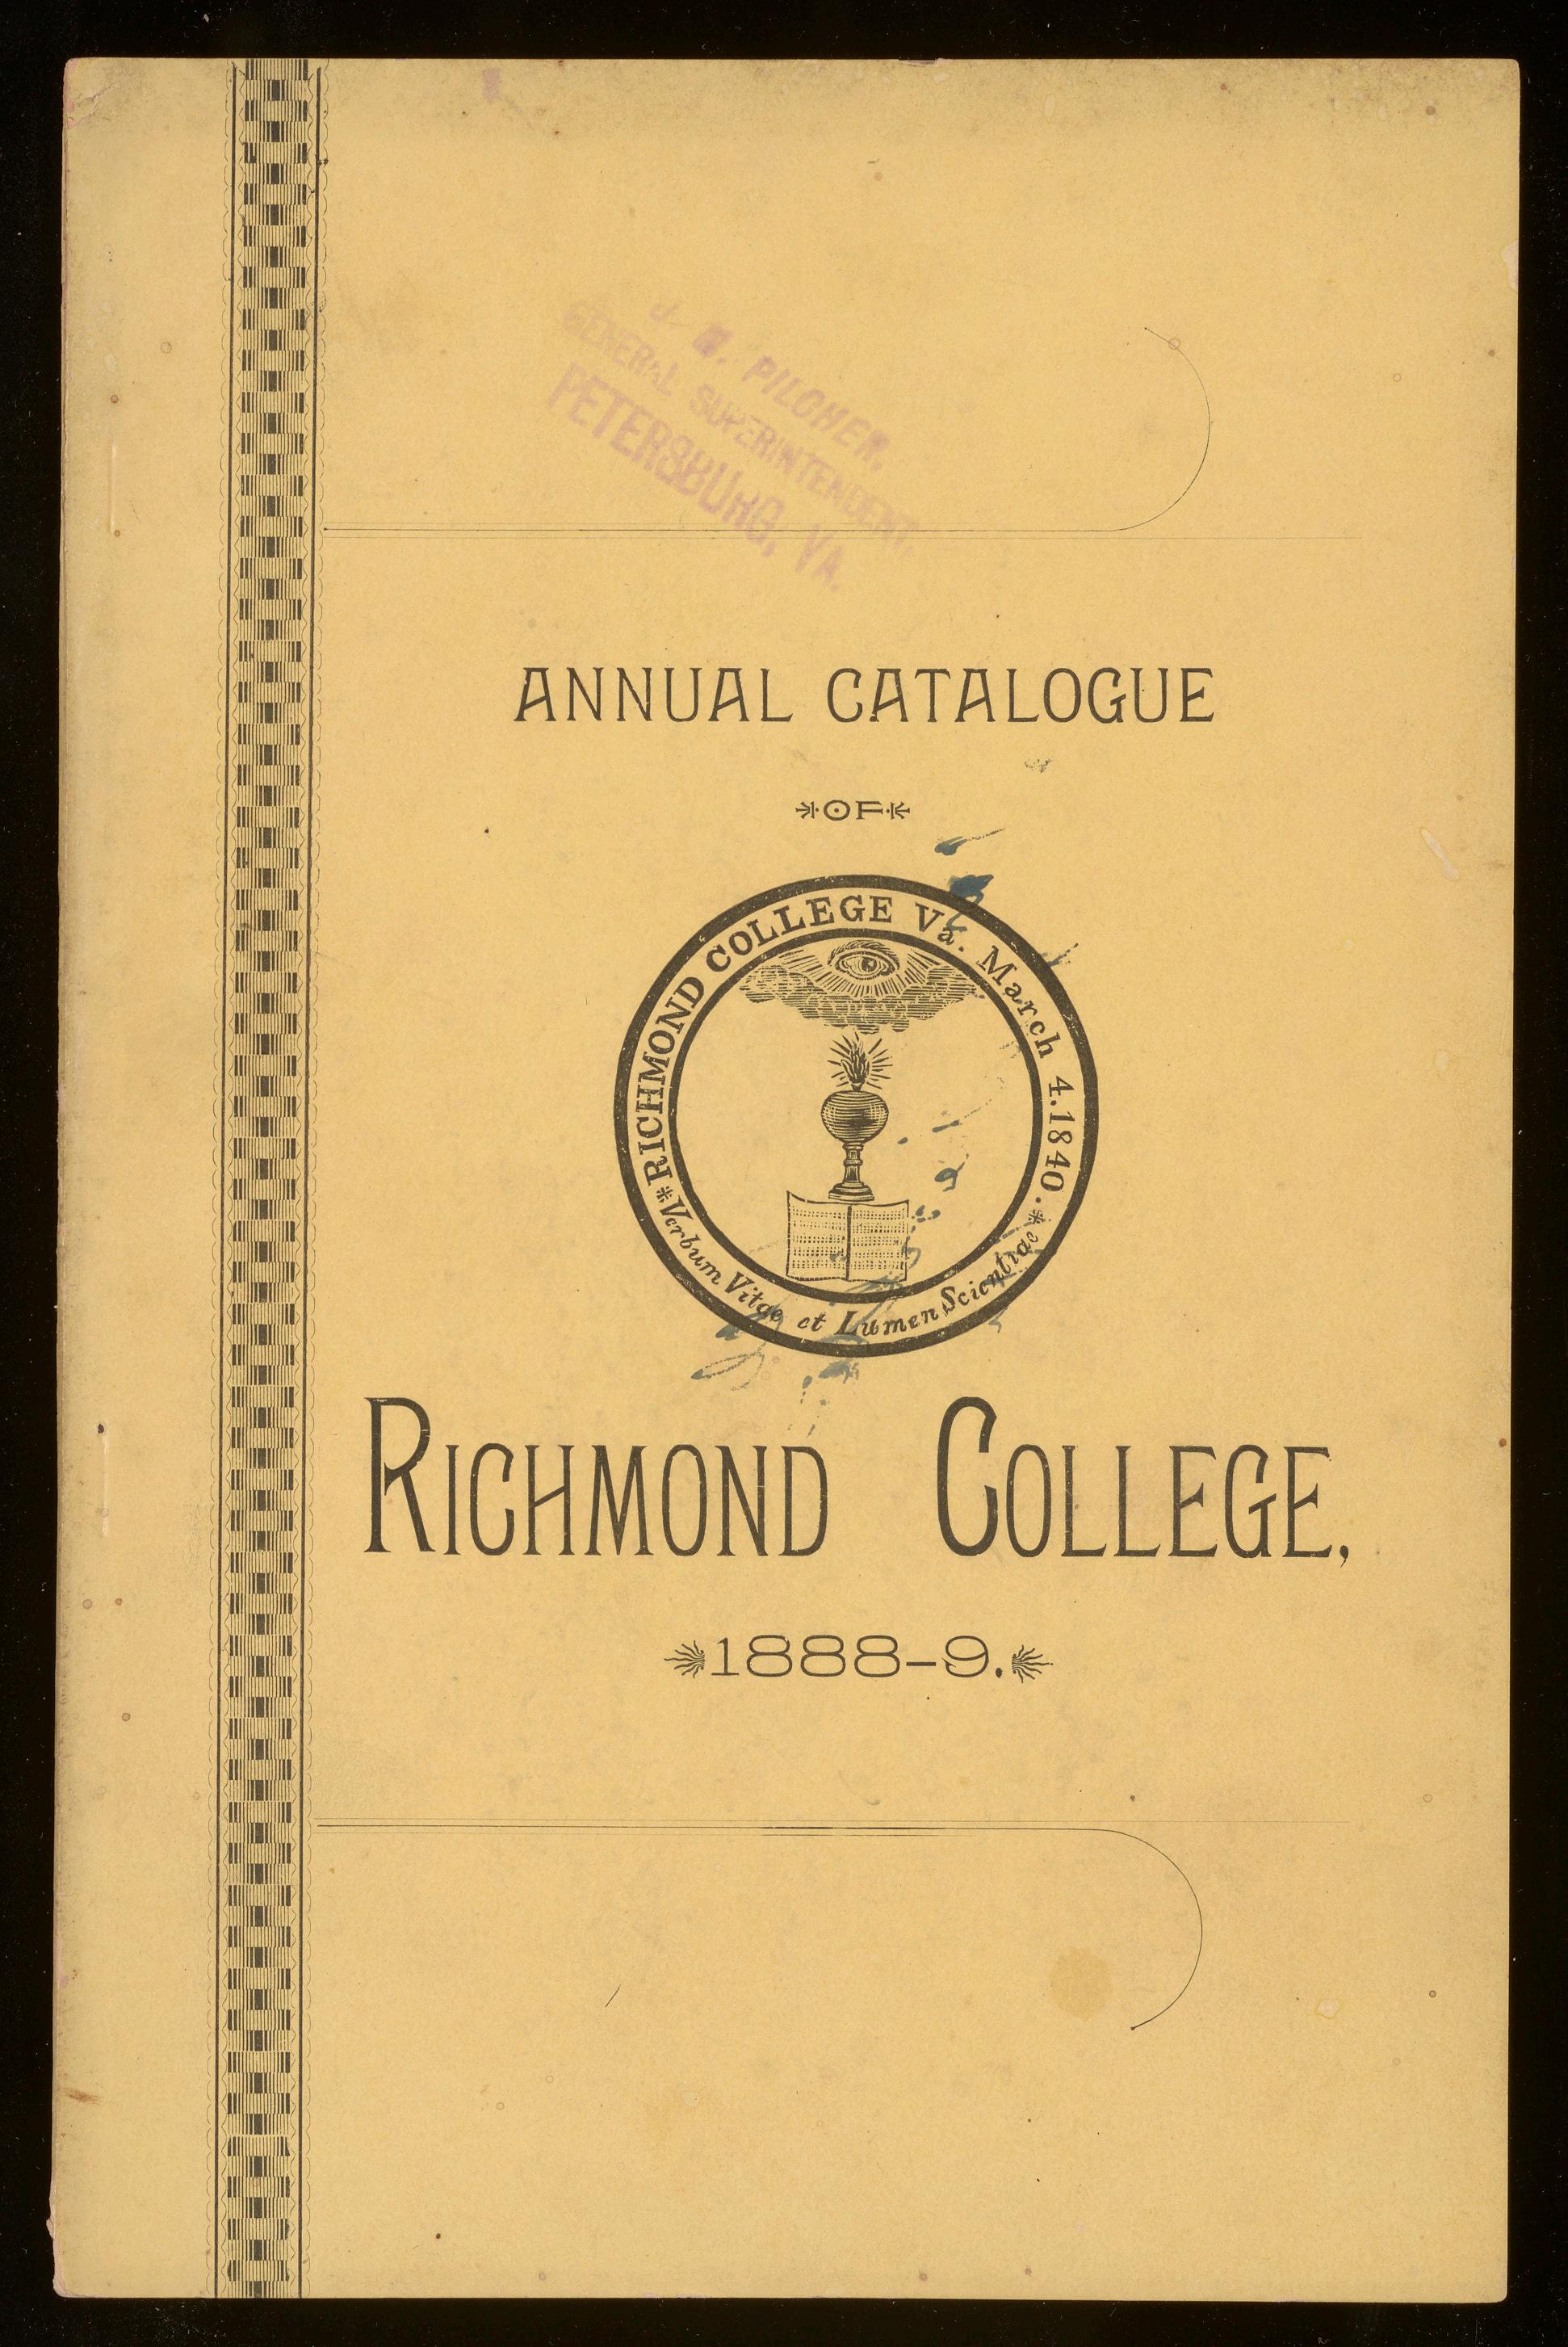 PILCHER,
GENERAL SUPERINTENDENT,
PETERSBURG, VA.
ANNUAL CATALOGUE
OF
RICHMOND COLLEGE Va. March 4.1840.
Verbum Vitae et Lumen Scientiae
RICHMOND COLLEGE,
1888-9.